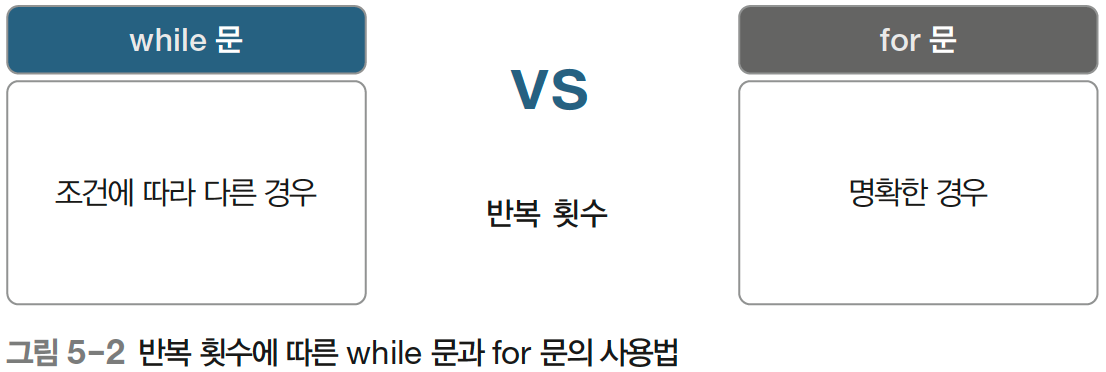 while 문
VS
for 문
조건에 따라 다른 경우
반복 횟수
명확한 경우
그림 5-2 반복 횟수에 따른 while 문과 for 문의 사용법